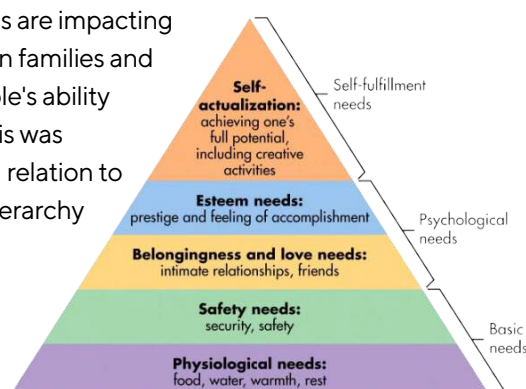 s are impacting
n families and
ple's ability
is was
relation to
erarchy
Self-
actualization:
achieving one's
full potential,
including creative
activities
Self-fulfillment
needs
Esteem needs:
prestige and feeling of accomplishment
Psychological
needs
Belongingness and love needs:
intimate relationships, friends
Safety needs:
security, safety
Basic
needs
Physiological needs:
food, water, warmth, rest